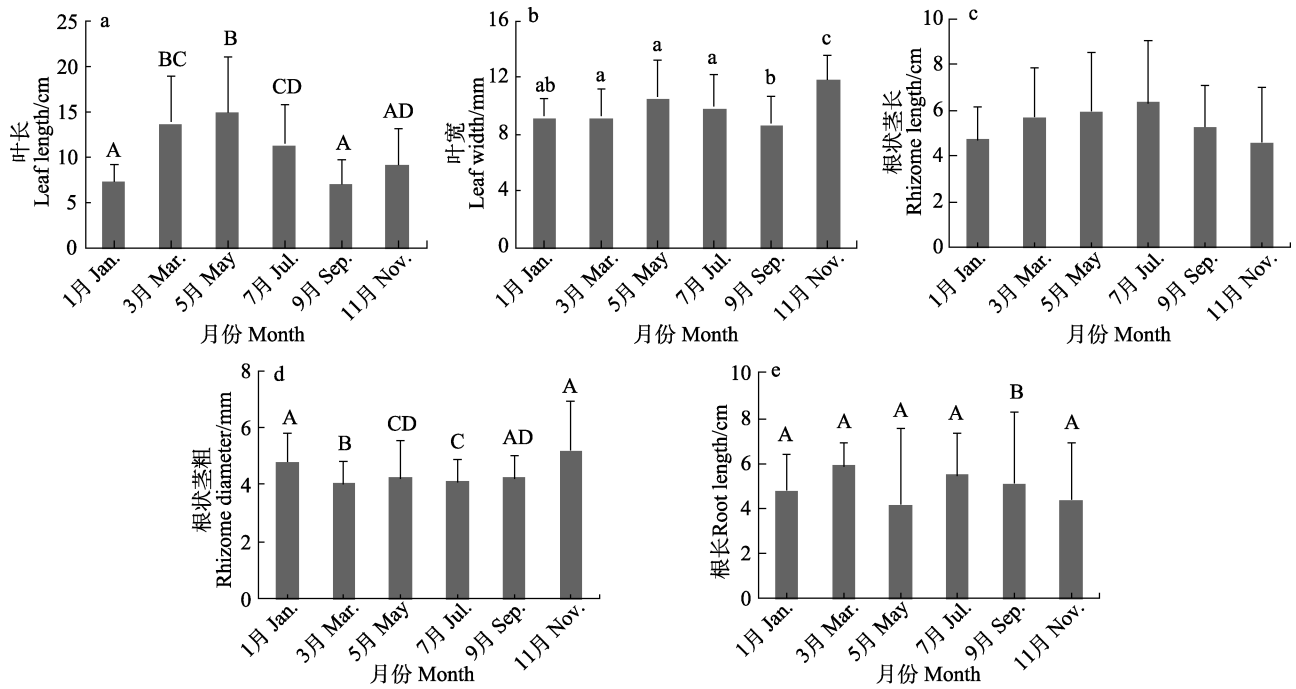 a
叶长
Leaf length/cm
25
20
15
10
5
0
A
BC
B
CD
A
AD
1月 Jan.
3月 Mar.
5月 May
7月 Jul.
9月 Sep.
11月 Nov.
月份 Month
b
叶宽
Leaf width/mm
16
12
8
4
0
ab
a
a
a
b
c
1月 Jan.
3月 Mar.
5月 May
7月 Jul.
9月 Sep.
11月 Nov.
月份 Month
c
根状茎长
Rhizome length/cm
10
8
6
4
2
0
1月 Jan.
3月 Mar.
5月 May
7月 Jul.
9月 Sep.
11月 Nov.
月份 Month
d
根状茎粗
Rhizome diameter/mm
8
6
4
2
0
A
B
CD
C
AD
A
1月 Jan.
3月 Mar.
5月 May
7月 Jul.
9月 Sep.
11月 Nov.
月份 Month
e
根长Root length/cm
10
8
6
4
2
0
A
A
A
A
B
A
1月 Jan.
3月 Mar.
5月 May
7月 Jul.
9月 Sep.
11月 Nov.
月份 Month